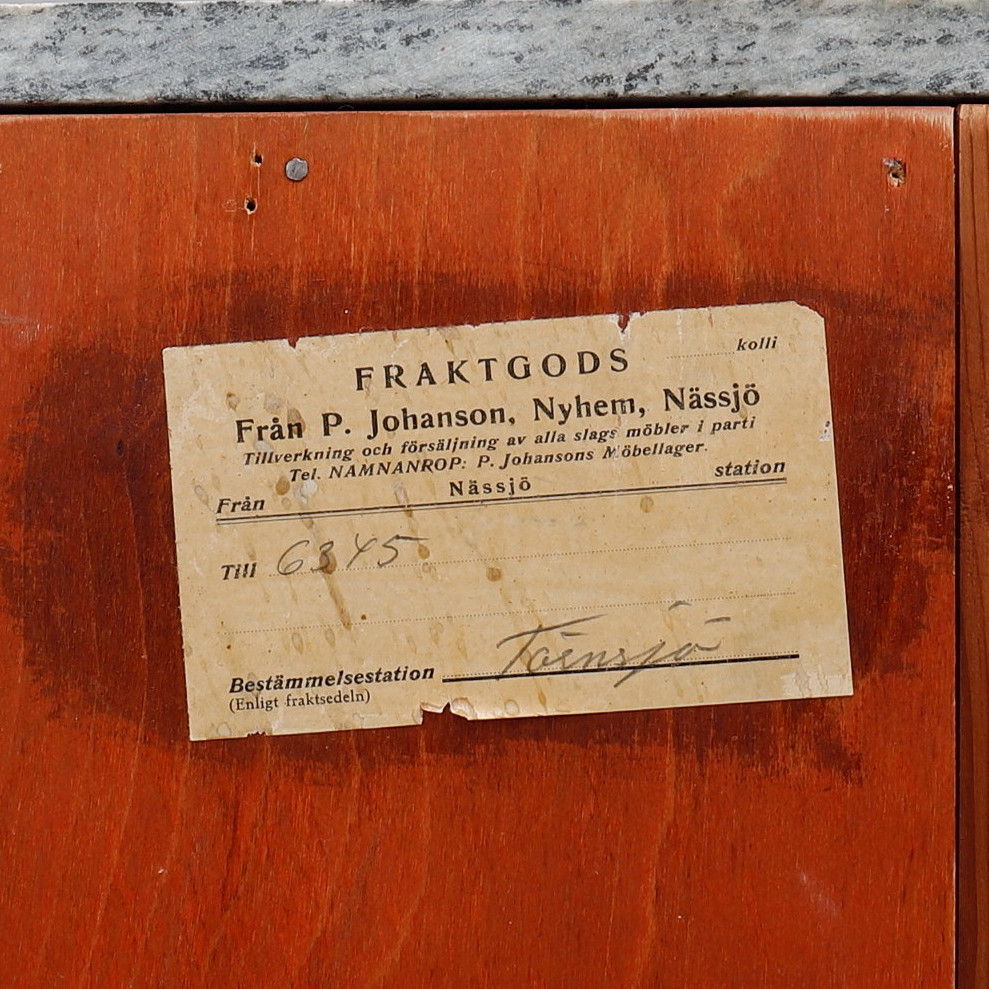 FRAKTGODS kolli
Från P. Johanson, Nyhem, Nässjö
Tillverkning och försäljning av alla slags möbler i parti
Tel. NAMNANROP: P. Johansons Möbellager.
Från Nässjö station
Till 6345
Bestämmelsestation
(Enligt fraktsedeln)